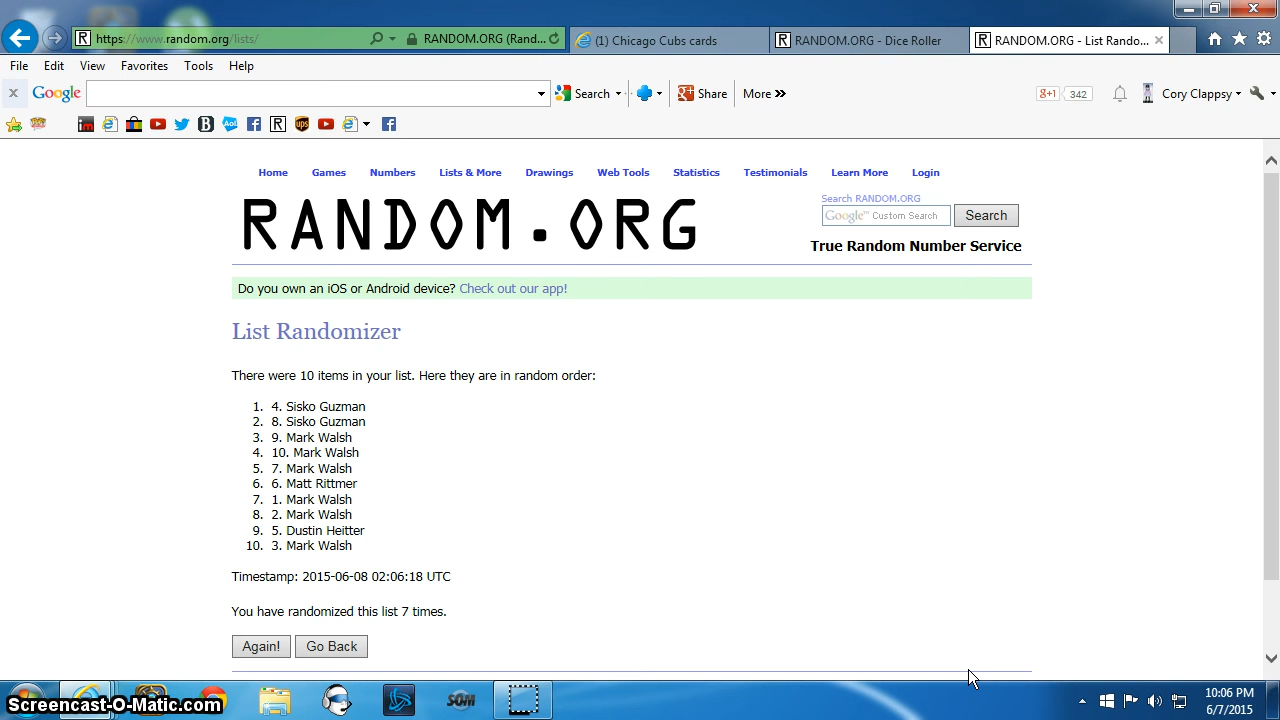 https://www.random.org/lists/
RANDOM.ORG (Rand...
(1) Chicago Cubs cards
RANDOM.ORG - Dice Roller
RANDOM.ORG - List Rando...
File Edit View Favorites Tools Help
Google Search Share More
342
Cory Clappsy
Home Games Numbers Lists & More Drawings Web Tools Statistics Testimonials Learn More Login
RANDOM.ORG
Search RANDOM.ORG
Google™ Custom Search
Search
True Random Number Service
Do you own an iOS or Android device? Check out our app!
List Randomizer
There were 10 items in your list. Here they are in random order:
1. 4. Sisko Guzman
2. 8. Sisko Guzman
3. 9. Mark Walsh
4. 10. Mark Walsh
5. 7. Mark Walsh
6. 6. Matt Rittmer
7. 1. Mark Walsh
8. 2. Mark Walsh
9. 5. Dustin Heitter
10. 3. Mark Walsh
Timestamp: 2015-06-08 02:06:18 UTC
You have randomized this list 7 times.
Again! Go Back
Screencast-O-Matic.com
SOM
10:06 PM
6/7/2015